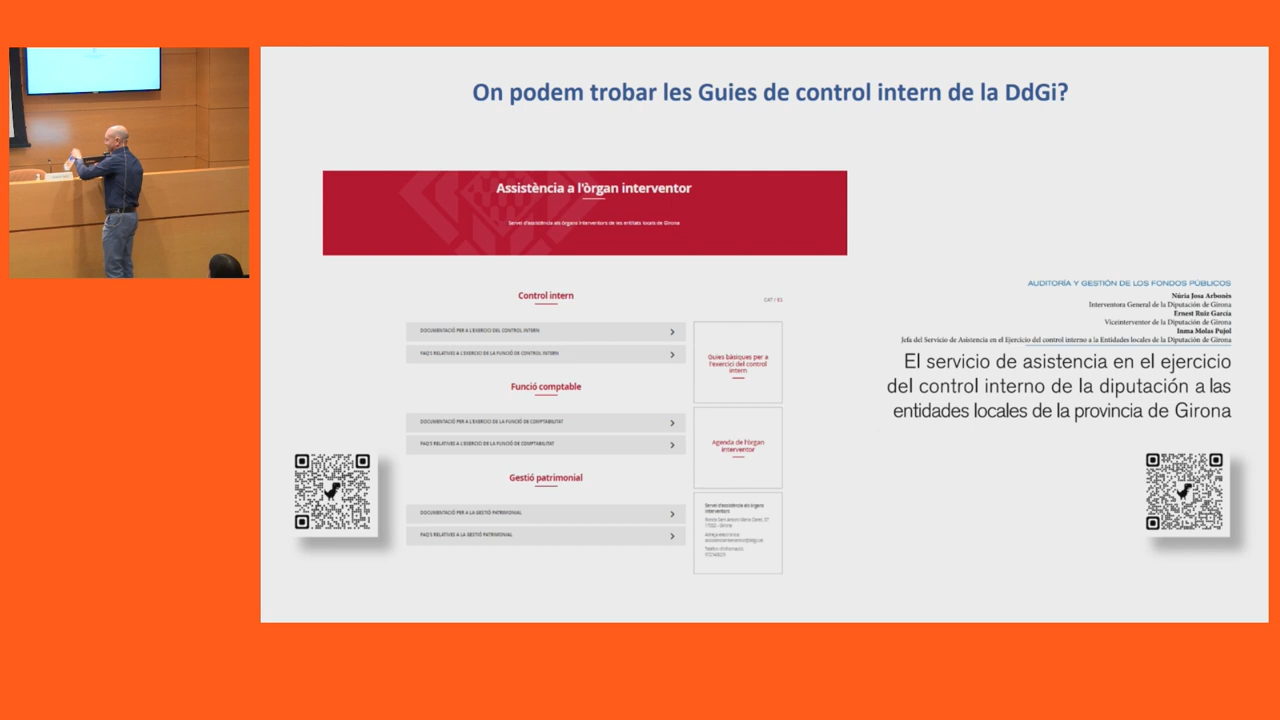 On podem trobar les Guies de control intern de la DdGi?
Assistència a l'òrgan interventor
Servei d'assistència als òrgans interventors de les entitats locals de Girona
Control intern
CAT / ES
DOCUMENTACIÓ PER A L'EXERCICI DEL CONTROL INTERN
FAQ'S RELATIVES A L'EXERCICI DE LA FUNCIÓ DE CONTROL INTERN
Funció comptable
DOCUMENTACIÓ PER A L'EXERCICI DE LA FUNCIÓ DE COMPTABILITAT
FAQ'S RELATIVES A L'EXERCICI DE LA FUNCIÓ DE COMPTABILITAT
Gestió patrimonial
DOCUMENTACIÓ PER A LA GESTIÓ PATRIMONIAL
FAQ'S RELATIVES A LA GESTIÓ PATRIMONIAL
Guies bàsiques per a
l'exercici del control
intern
Agenda de l'òrgan
interventor
Servei d'assistència als òrgans
interventors
17002 - Girona
Adreça electrònica
Telèfon d'informació
AUDITORÍA Y GESTIÓN DE LOS FONDOS PÚBLICOS
Núria Josa Arbonès
Interventora General de la Diputación de Girona
Ernest Ruiz Garcia
Viceinterventor de la Diputación de Girona
Inma Molas Pujol
Jefa del Servicio de Asistencia en el Ejercicio del control interno a la Entidades locales de la Diputación de Girona
El servicio de asistencia en el ejercicio
del control interno de la diputación a las
entidades locales de la provincia de Girona